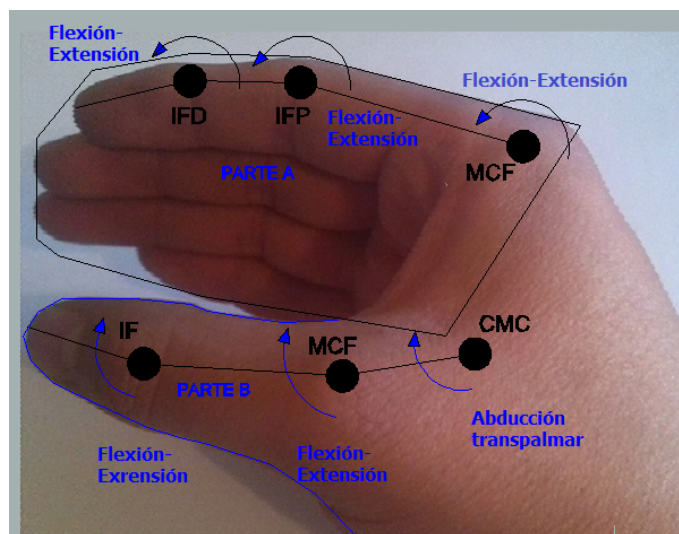 Flexión-
Extensión
Flexión-Extensión
IFD
IFP
Flexión-
Extensión
PARTE A
MCF
IF
MCF
CMC
PARTE B
Abducción
transpalmar
Flexión-
Exrensión
Flexión-
Extensión